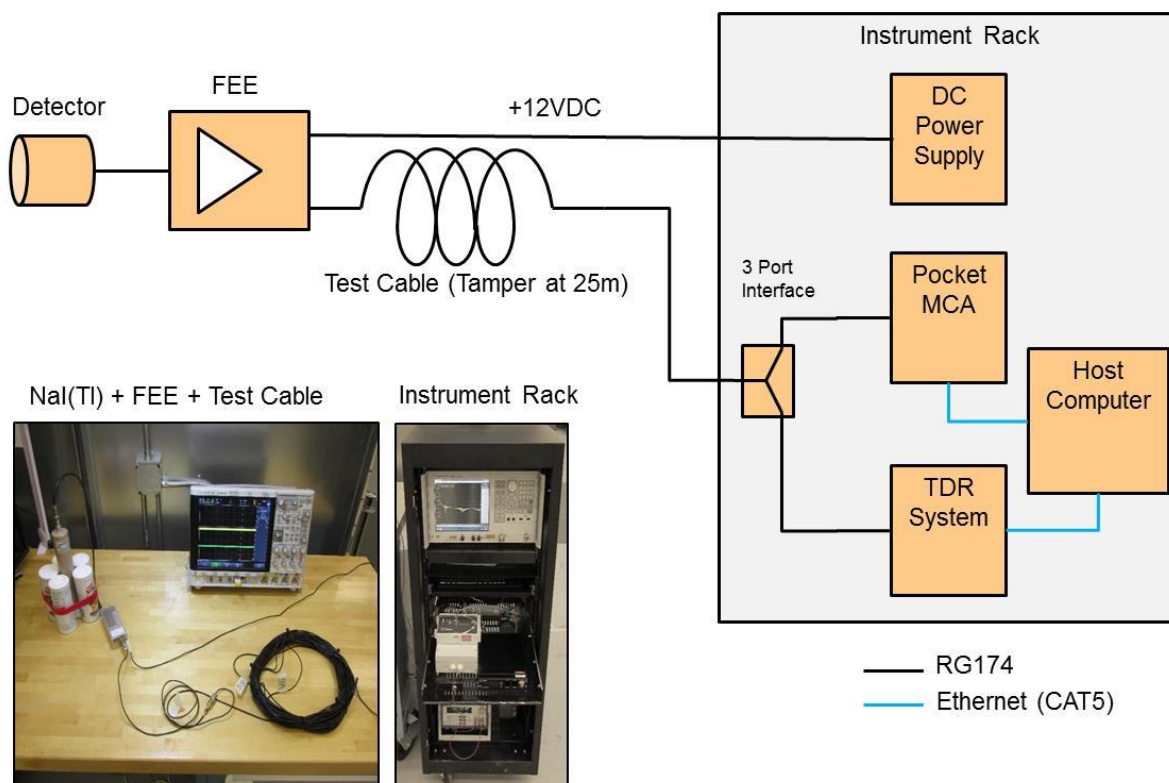 Instrument Rack
FEE
Detector
+12VDC
DC
Power
Supply
Test Cable (Tamper at 25m)
3 Port
Interface
Pocket
MCA
Host
Computer
TDR
System
NaI(Tl) + FEE + Test Cable
Instrument Rack
RG174
Ethernet (CAT5)